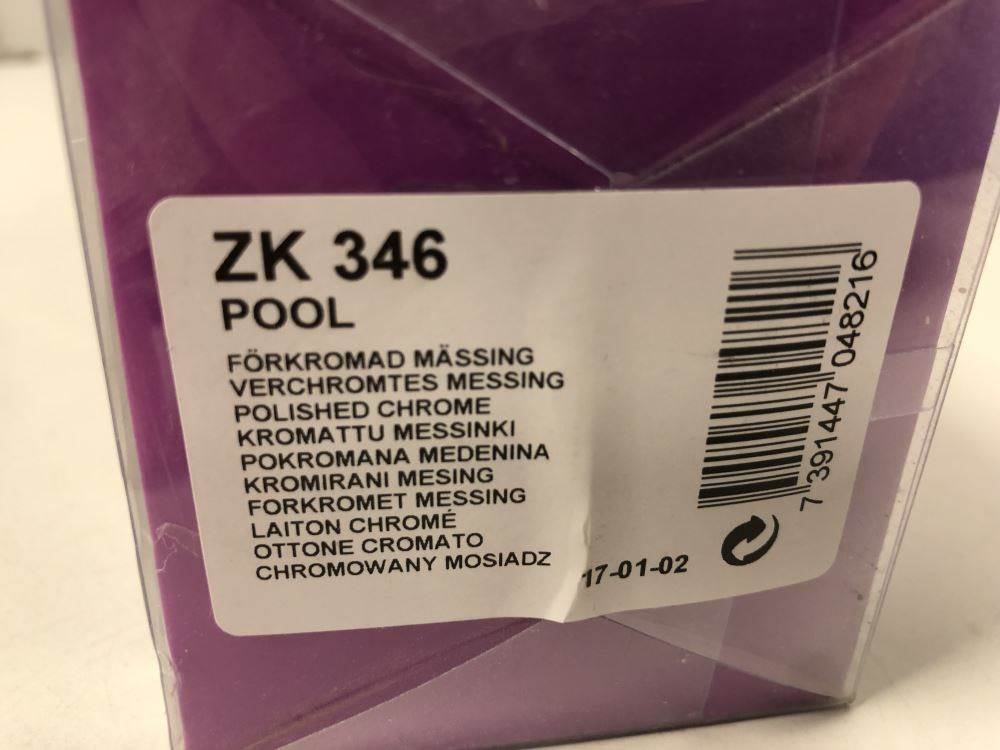 ZK 346
POOL
FÖRKROMAD MÄSSING
VERCHROMTES MESSING
POLISHED CHROME
KROMATTU MESSINKI
POKROMANA MEDENINA
KROMIRANI MESING
FORKROMET MESSING
LAITON CHROMÉ
OTTONE CROMATO
CHROMOWANY MOSIADZ
17-01-02
7 391447 048216